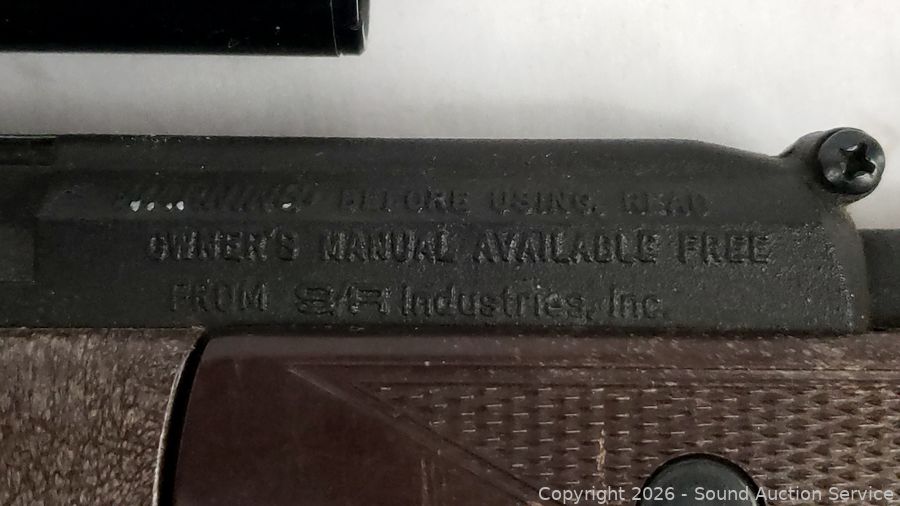 WARNING! BEFORE USING, READ
OWNER'S MANUAL AVAILABLE FREE
FROM Industries, Inc.
Copyright 2026 - Sound Auction Service